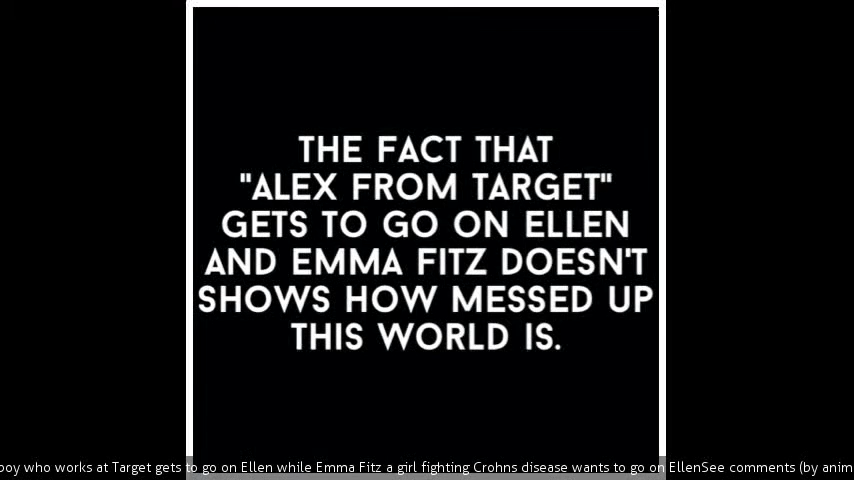 THE FACT THAT
"ALEX FROM TARGET"
GETS TO GO ON ELLEN
AND EMMA FITZ DOESN'T
SHOWS HOW MESSED UP
THIS WORLD IS.
boy who works at Target gets to go on Ellen while Emma Fitz a girl fighting Crohns disease wants to go on EllenSee comments (by anim